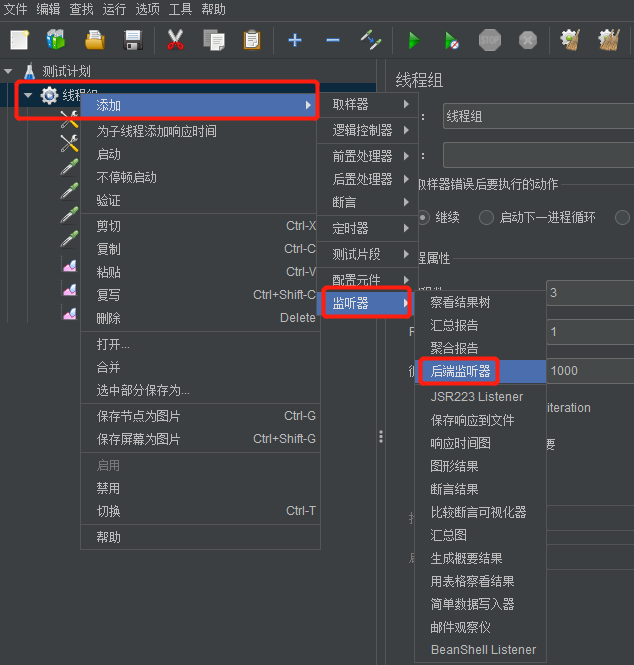 文件 编辑 查找 运行 选项 工具 帮助
测试计划
线程组
添加
为子线程添加响应时间
启动
不停顿启动
验证
剪切 Ctrl-X
复制 Ctrl-C
粘贴 Ctrl-V
复写 Ctrl+Shift-C
删除 Delete
打开...
合并
选中部分保存为...
保存节点为图片 Ctrl-G
保存屏幕为图片 Ctrl+Shift-G
启用
禁用
切换 Ctrl-T
帮助
取样器
逻辑控制器
前置处理器
后置处理器
断言
定时器
测试片段
配置元件
监听器
察看结果树
汇总报告
聚合报告
后端监听器
JSR223 Listener
保存响应到文件
响应时间图
图形结果
断言结果
比较断言可视化器
汇总图
生成概要结果
用表格察看结果
简单数据写入器
邮件观察仪
BeanShell Listener
线程组
: 线程组
:
取样器错误后要执行的动作
继续 启动下一进程循环
程属性
3
1
1000
iteration
要